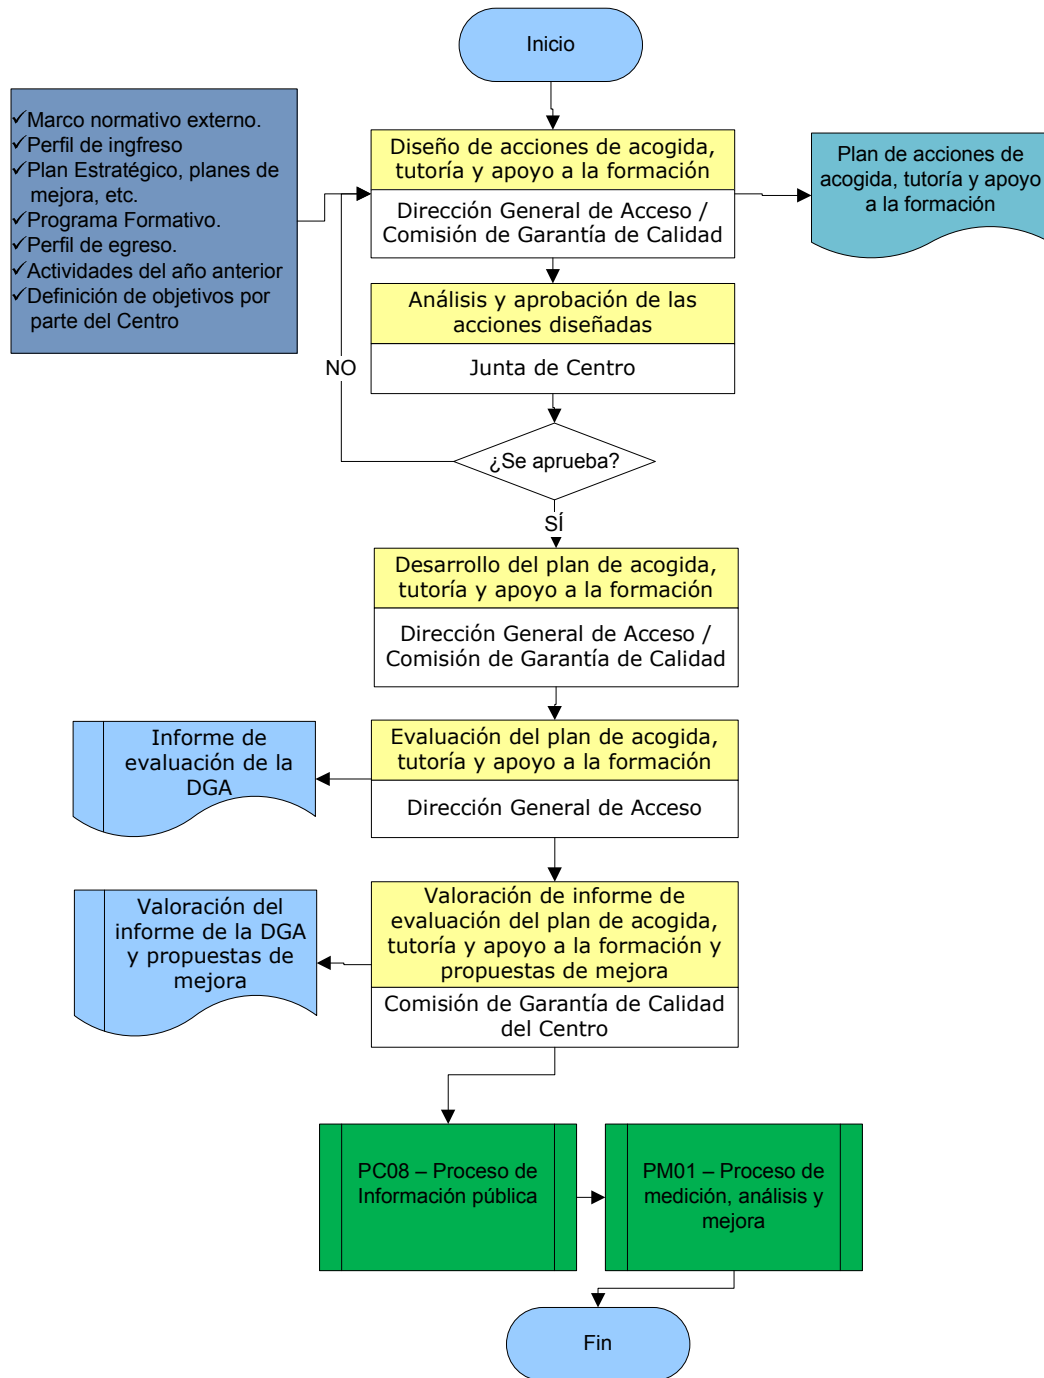 Inicio
✓Marco normativo externo.
✓Perfil de ingfreso
✓Plan Estratégico, planes de
mejora, etc.
✓Programa Formativo.
✓Perfil de egreso.
✓Actividades del año anterior
✓Definición de objetivos por
parte del Centro
Diseño de acciones de acogida,
tutoría y apoyo a la formación
Dirección General de Acceso /
Comisión de Garantía de Calidad
Plan de acciones de
acogida, tutoría y apoyo
a la formación
Análisis y aprobación de las
acciones diseñadas
Junta de Centro
NO
¿Se aprueba?
SÍ
Desarrollo del plan de acogida,
tutoría y apoyo a la formación
Dirección General de Acceso /
Comisión de Garantía de Calidad
Informe de
evaluación de la
DGA
Evaluación del plan de acogida,
tutoría y apoyo a la formación
Dirección General de Acceso
Valoración del
informe de la DGA
y propuestas de
mejora
Valoración de informe de
evaluación del plan de acogida,
tutoría y apoyo a la formación y
propuestas de mejora
Comisión de Garantía de Calidad
del Centro
PC08 – Proceso de
Información pública
PM01 – Proceso de
medición, análisis y
mejora
Fin